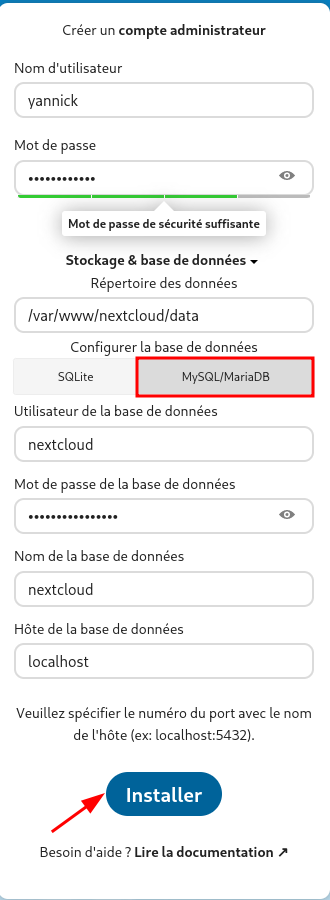 Créer un compte administrateur
Nom d'utilisateur
yannick
Mot de passe
••••••••••••
Mot de passe de sécurité suffisante
Stockage & base de données
Répertoire des données
/var/www/nextcloud/data
Configurer la base de données
SQLite MySQL/MariaDB
Utilisateur de la base de données
nextcloud
Mot de passe de la base de données
••••••••••••••••
Nom de la base de données
nextcloud
Hôte de la base de données
localhost
Veuillez spécifier le numéro du port avec le nom
de l'hôte (ex: localhost:5432).
Installer
Besoin d'aide ? Lire la documentation ↗